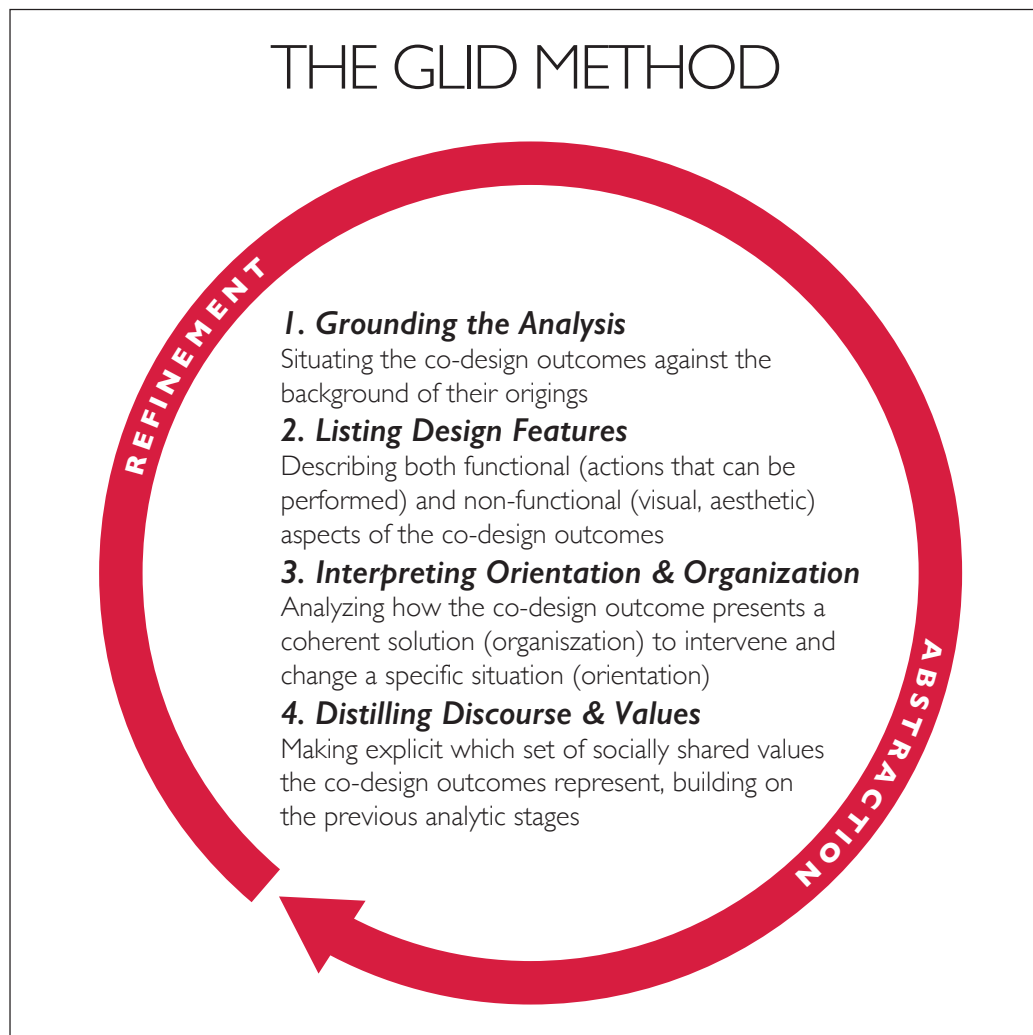 THE GLID METHOD
REFINEMENT
1. Grounding the Analysis
Situating the co-design outcomes against the
background of their origings
2. Listing Design Features
Describing both functional (actions that can be
performed) and non-functional (visual, aesthetic)
aspects of the co-design outcomes
3. Interpreting Orientation & Organization
Analyzing how the co-design outcome presents a
coherent solution (organiszation) to intervene and
change a specific situation (orientation)
4. Distilling Discourse & Values
Making explicit which set of socially shared values
the co-design outcomes represent, building on
the previous analytic stages
ABSTRACTION